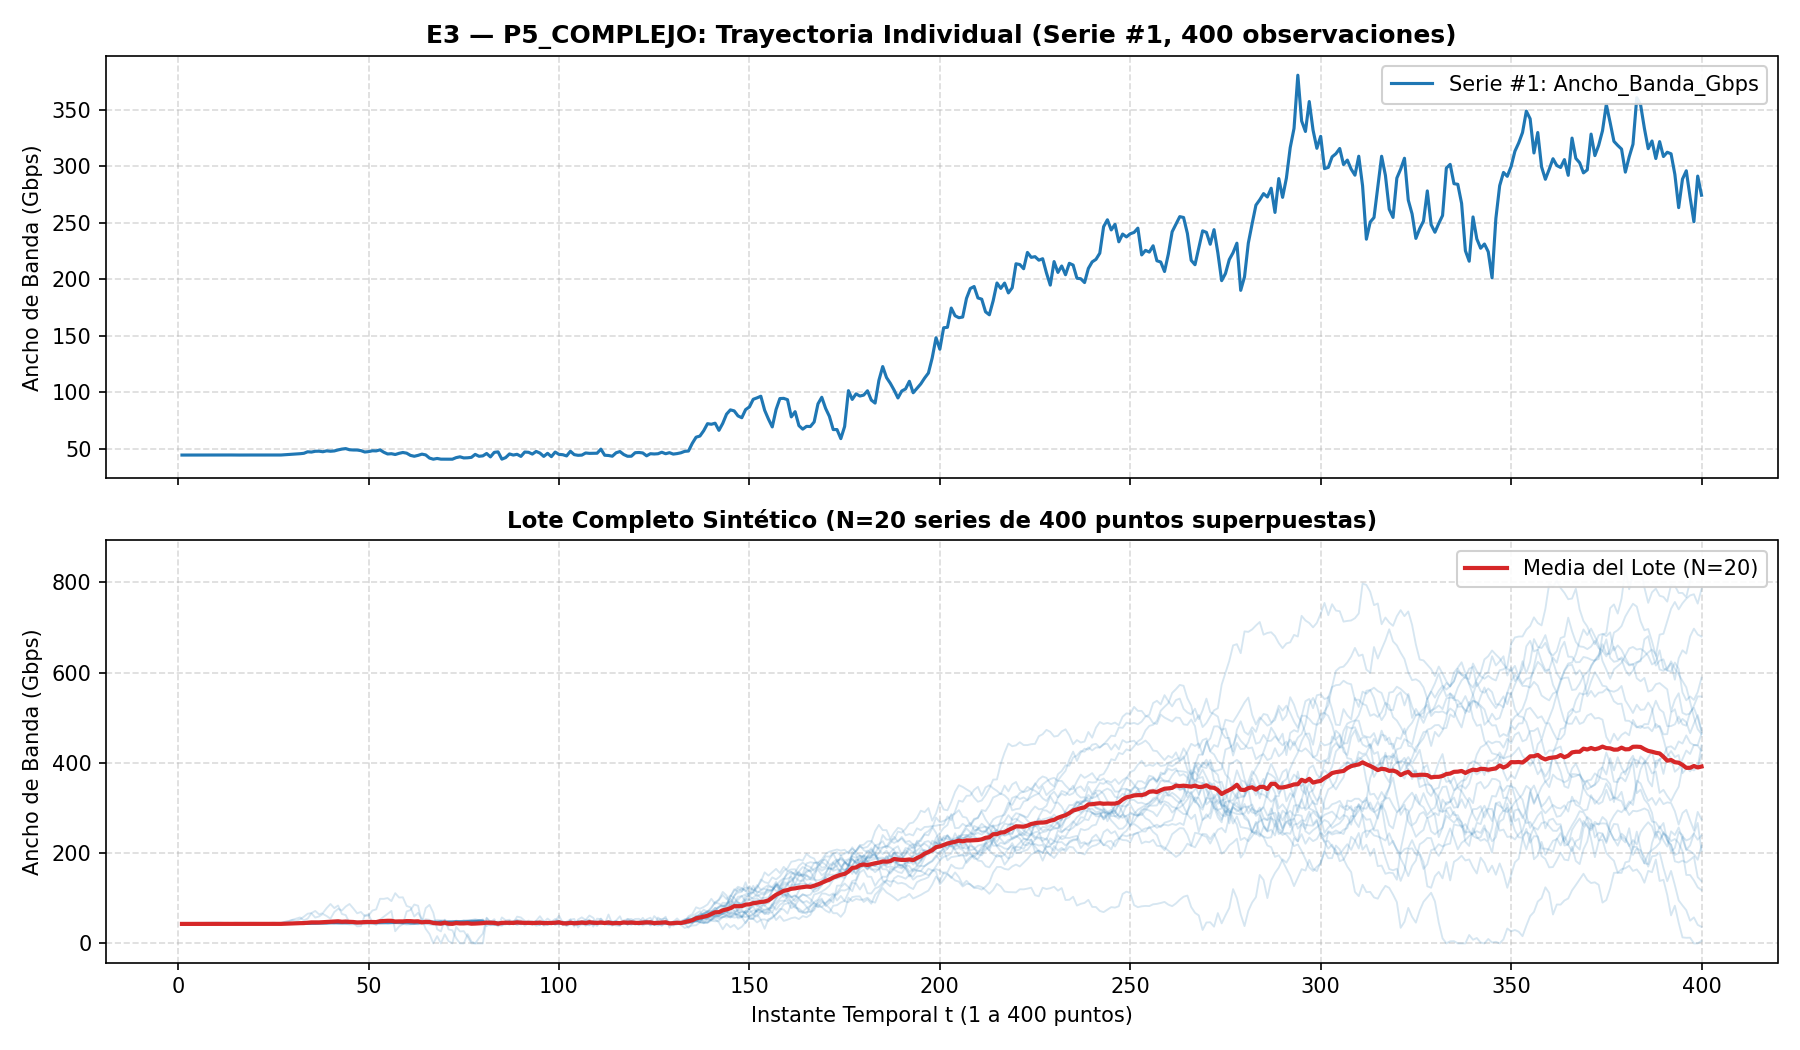 E3 — P5_COMPLEJO: Trayectoria Individual (Serie #1, 400 observaciones)
Serie #1: Ancho_Banda_Gbps
Ancho de Banda (Gbps)
350
300
250
200
150
100
50
Lote Completo Sintético (N=20 series de 400 puntos superpuestas)
Media del Lote (N=20)
Ancho de Banda (Gbps)
800
600
400
200
0
0 50 100 150 200 250 300 350 400
Instante Temporal t (1 a 400 puntos)